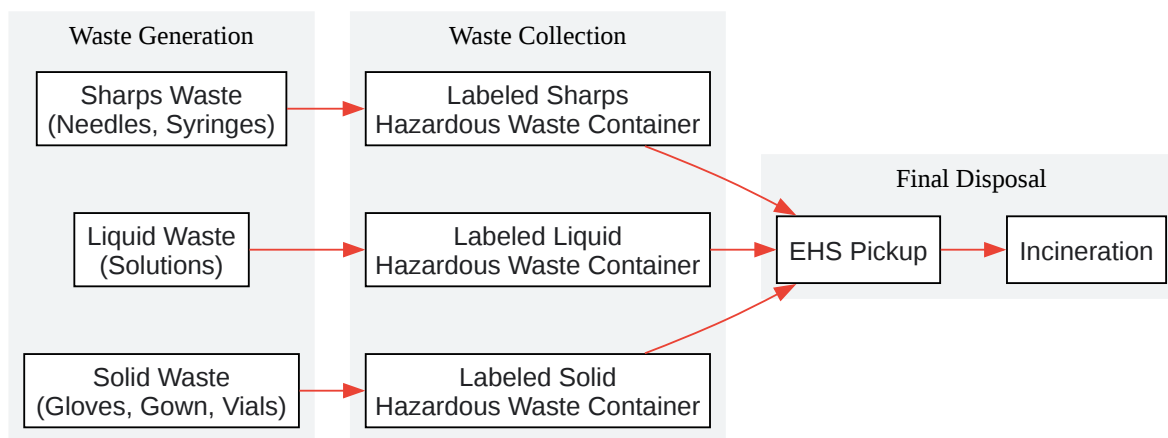 Waste Generation
Sharps Waste
(Needles, Syringes)
Liquid Waste
(Solutions)
Solid Waste
(Gloves, Gown, Vials)
Waste Collection
Labeled Sharps
Hazardous Waste Container
Labeled Liquid
Hazardous Waste Container
Labeled Solid
Hazardous Waste Container
Final Disposal
EHS Pickup
Incineration